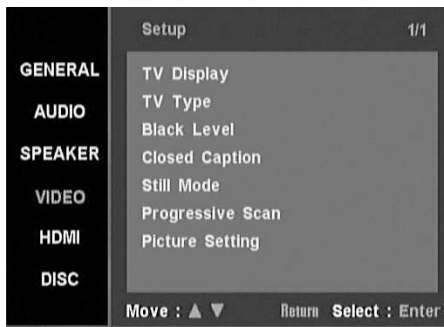 Setup 1/1
GENERAL
AUDIO
SPEAKER
VIDEO
HDMI
DISC
TV Display
TV Type
Black Level
Closed Caption
Still Mode
Progressive Scan
Picture Setting
Move : ▲ ▼ Return Select : Enter